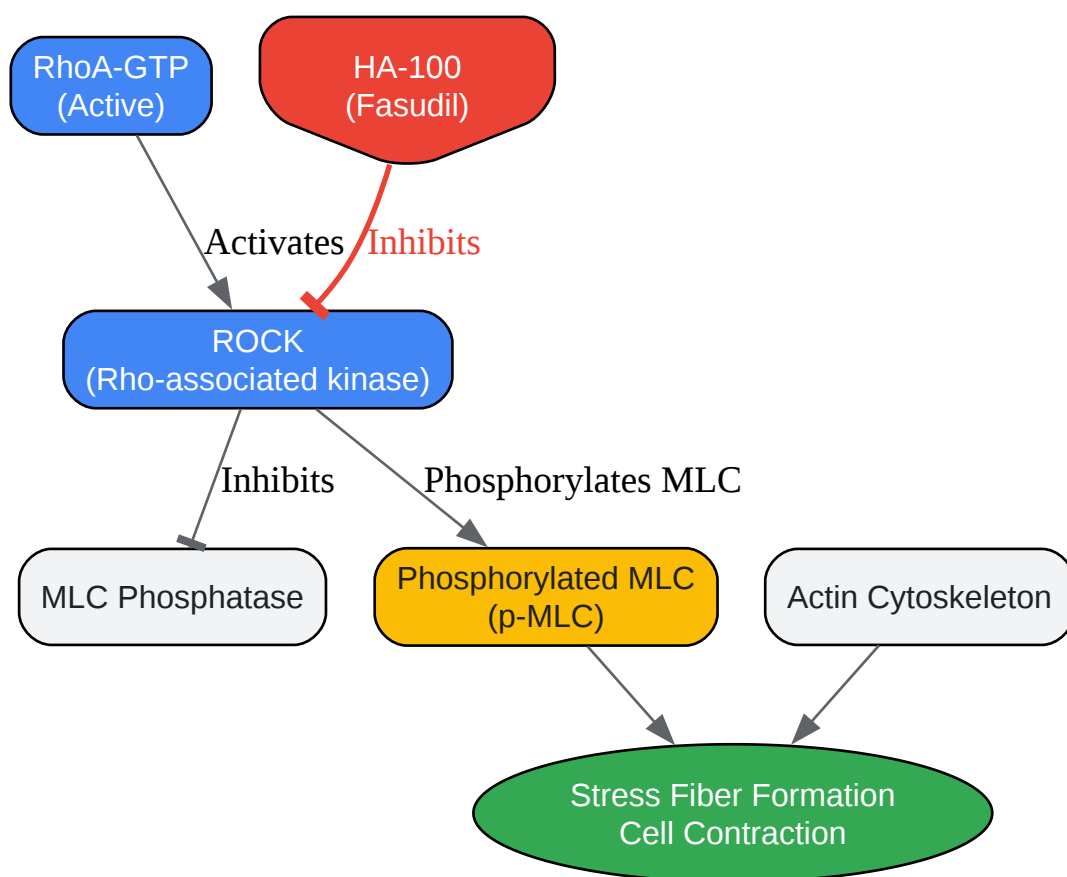 RhoA-GTP
(Active)
HA-100
(Fasudil)
Activates
Inhibits
ROCK
(Rho-associated kinase)
Inhibits
Phosphorylates MLC
MLC Phosphatase
Phosphorylated MLC
(p-MLC)
Actin Cytoskeleton
Stress Fiber Formation
Cell Contraction